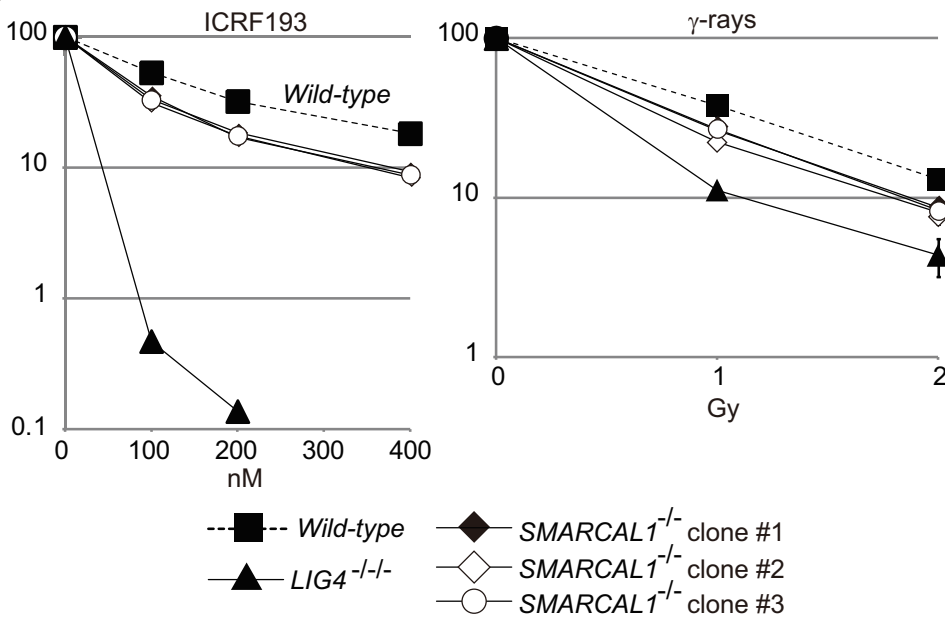 ICRF193
100
10
1
0.1
Wild-type
0 100 200 300 400
nM
γ-rays
100
10
1
0 1 2
Gy
Wild-type
LIG4 -/-/-
SMARCAL1 -/- clone #1
SMARCAL1 -/- clone #2
SMARCAL1 -/- clone #3